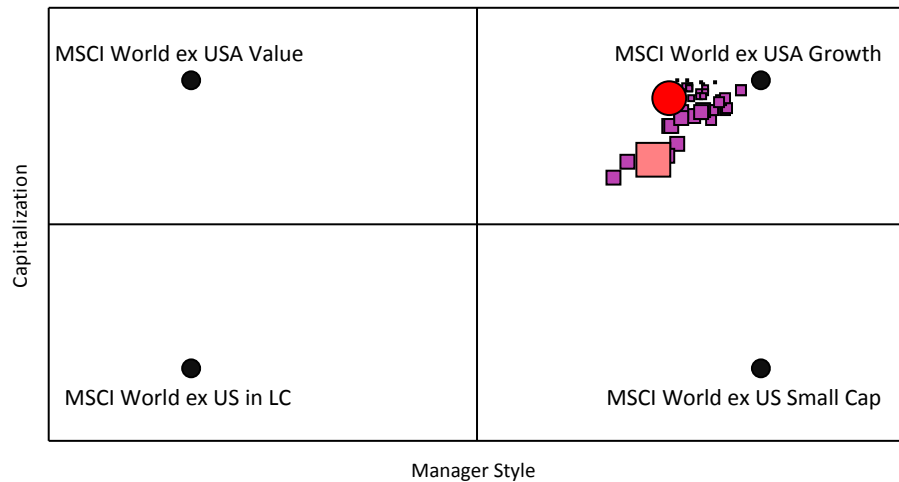 MSCI World ex USA Value
MSCI World ex USA Growth
Capitalization
MSCI World ex US in LC
MSCI World ex US Small Cap
Manager Style